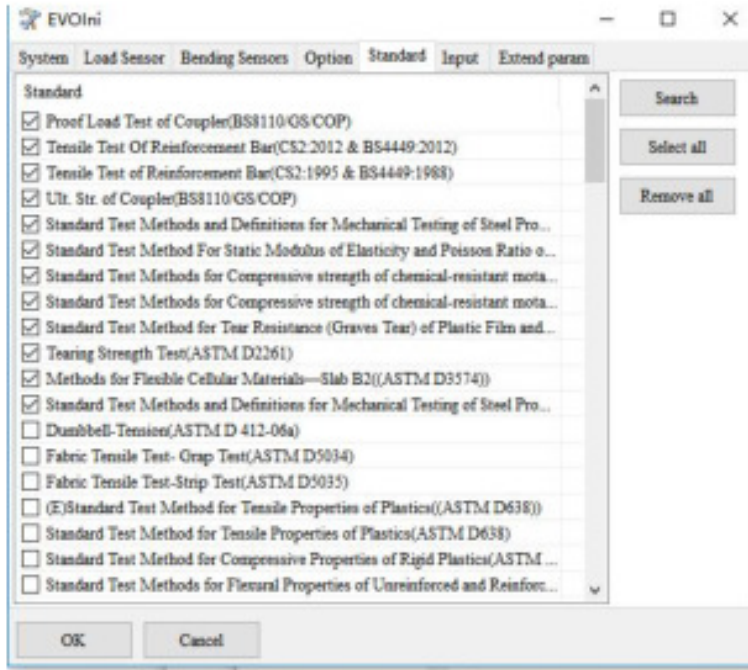 EVOIni
System Load Sensor Bending Sensors Option Standard Input Extend param
Standard
Search
Proof Load Test of Coupler(BS8110/GS/COP)
Tensile Test Of Reinforcement Bar(CS2:2012 & BS4449:2012)
Select all
Tensile Test of Reinforcement Bar(CS2:1995 & BS4449:1988)
Remove all
Ult. Str. of Coupler(BS8110/GS/COP)
Standard Test Methods and Definitions for Mechanical Testing of Steel Pro...
Standard Test Method For Static Modulus of Elasticity and Poisson Ratio o...
Standard Test Methods for Compressive strength of chemical-resistant mota...
Standard Test Methods for Compressive strength of chemical-resistant mota...
Standard Test Method for Tear Resistance (Graves Tear) of Plastic Film and...
Tearing Strength Test(ASTM D2261)
Methods for Flexible Cellular Materials—Slab B2((ASTM D3574))
Standard Test Methods and Definitions for Mechanical Testing of Steel Pro...
Dumbbell-Tension(ASTM D 412-06a)
Fabric Tensile Test- Grap Test(ASTM D5034)
Fabric Tensile Test-Strip Test(ASTM D5035)
(E)Standard Test Method for Tensile Properties of Plastics((ASTM D638))
Standard Test Method for Tensile Properties of Plastics(ASTM D638)
Standard Test Method for Compressive Properties of Rigid Plastics(ASTM ...
Standard Test Methods for Flexural Properties of Unreinforced and Reinforc...
OK Cancel